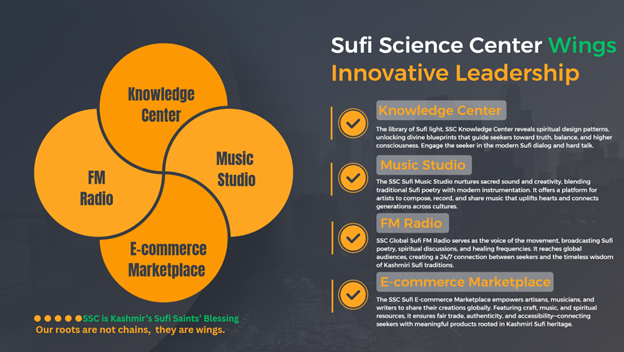 Sufi Science Center Wings
Innovative Leadership
Knowledge
Center
Music
Studio
FM
Radio
E-commerce
Marketplace
SSC is Kashmir's Sufi Saints' Blessing
Our roots are not chains, they are wings.
Knowledge Center
The library of Sufi light, SSC Knowledge Center reveals spiritual design patterns,
unlocking divine blueprints that guide seekers toward truth, balance, and higher
consciousness. Engage the seeker in the modern Sufi dialog and hard talk.
Music Studio
The SSC Sufi Music Studio nurtures sacred sound and creativity, blending
traditional Sufi poetry with modern instrumentation. It offers a platform for
artists to compose, record, and share music that uplifts hearts and connects
generations across cultures.
FM Radio
SSC Global Sufi FM Radio serves as the voice of the movement, broadcasting Sufi
poetry, spiritual discussions, and healing frequencies. It reaches global
audiences, creating a 24/7 connection between seekers and the timeless wisdom
of Kashmiri Sufi traditions.
E-commerce Marketplace
The SSC Sufi E-commerce Marketplace empowers artisans, musicians, and
writers to share their creations globally. Featuring craft, music, and spiritual
resources, it ensures fair trade, authenticity, and accessibility—connecting
seekers with meaningful products rooted in Kashmiri Sufi heritage.